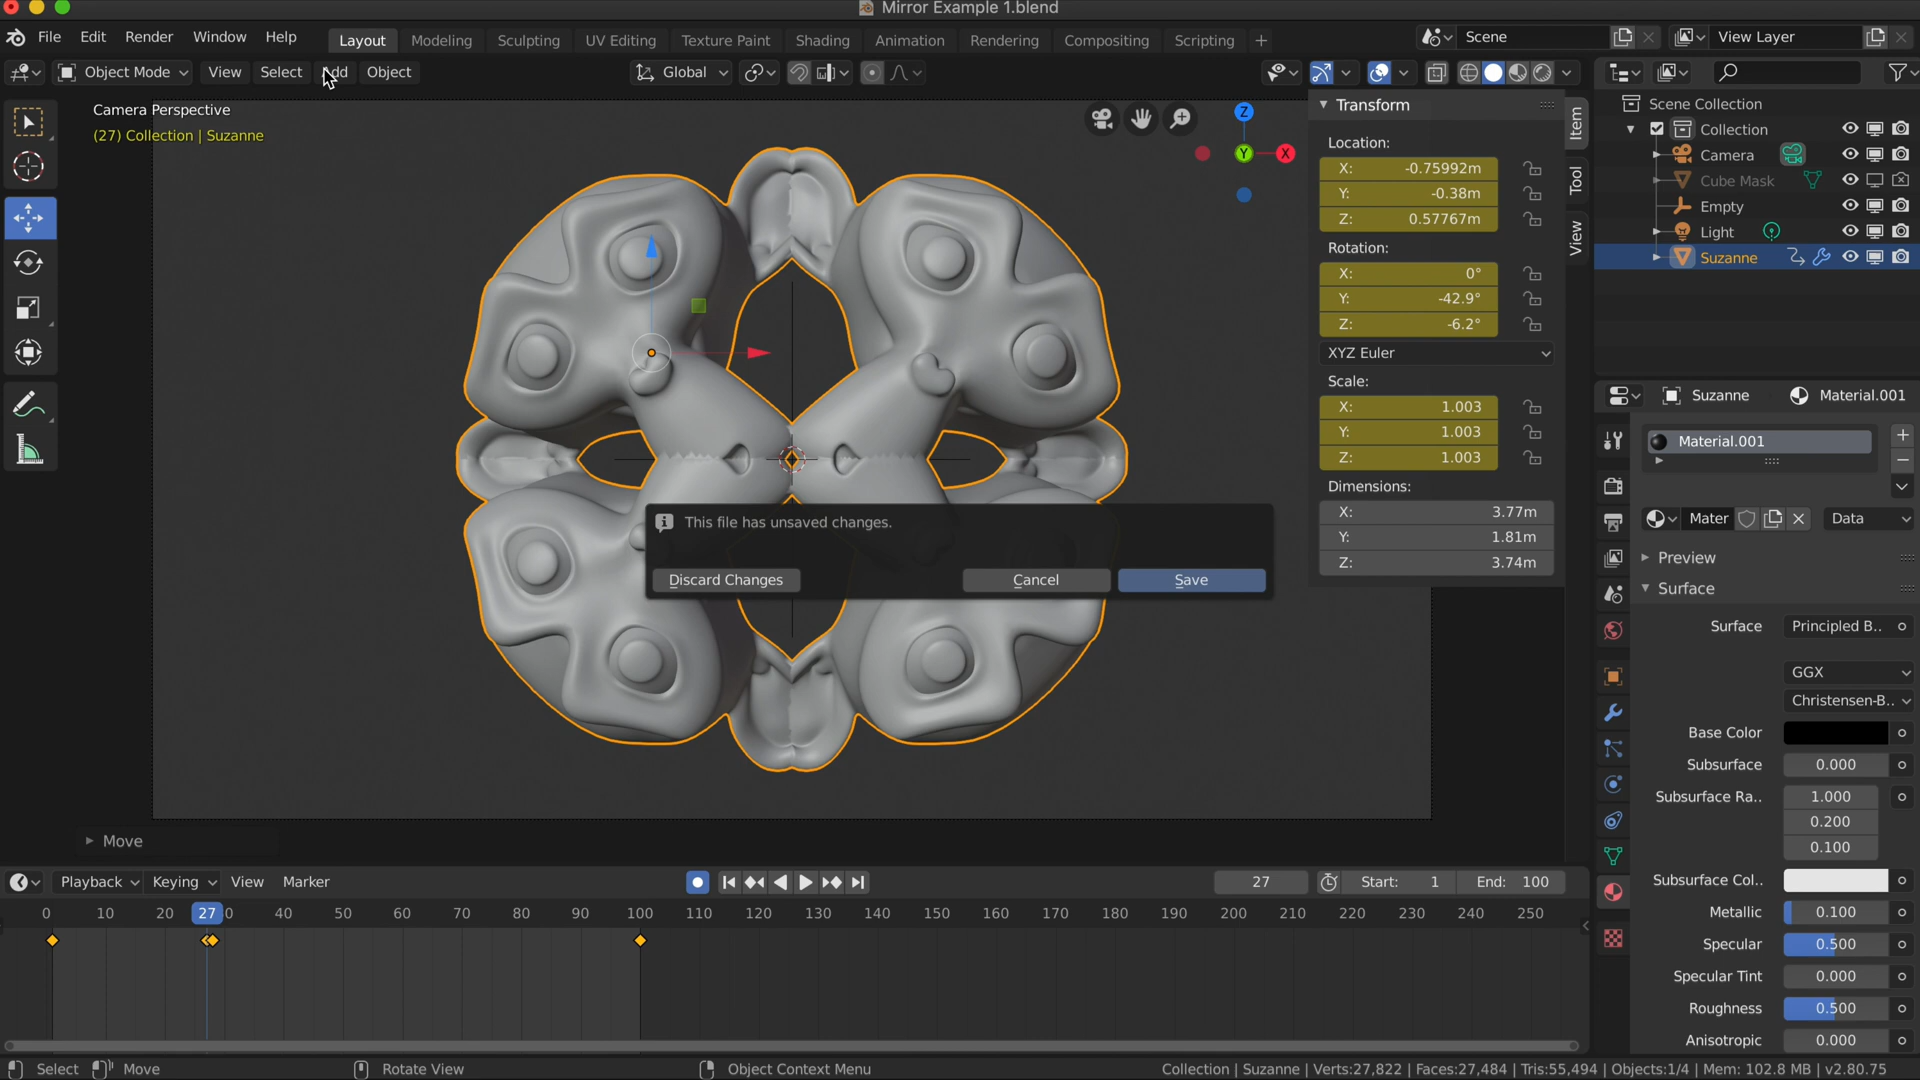 Mirror Example 1.blend
File Edit Render Window Help Layout Modeling Sculpting UV Editing Texture Paint Shading Animation Rendering Compositing Scripting + Scene View Layer
Object Mode View Select Add Object Global
Camera Perspective
(27) Collection | Suzanne
Z
Y
X
Transform
Location:
X: -0.75992m
Y: -0.38m
Z: 0.57767m
Rotation:
X: 0°
Y: -42.9°
Z: -6.2°
XYZ Euler
Scale:
X: 1.003
Y: 1.003
Z: 1.003
Dimensions:
X: 3.77m
Y: 1.81m
Z: 3.74m
Item
Tool
View
Scene Collection
Collection
Camera
Cube Mask
Empty
Light
Suzanne
This file has unsaved changes.
Discard Changes Cancel Save
Suzanne Material.001
Material.001
Mater Data
Preview
Surface
Surface Principled B..
GGX
Christensen-B..
Base Color
Subsurface 0.000
Subsurface Ra.. 1.000
0.200
0.100
Subsurface Col..
Metallic 0.100
Specular 0.500
Specular Tint 0.000
Roughness 0.500
Anisotropic 0.000
Move
Playback Keying View Marker 27 Start: 1 End: 100
0 10 20 27 0 40 50 60 70 80 90 100 110 120 130 140 150 160 170 180 190 200 210 220 230 240 250
Select Move Rotate View Object Context Menu Collection | Suzanne | Verts:27,822 | Faces:27,484 | Tris:55,494 | Objects:1/4 | Mem: 102.8 MB | v2.80.75